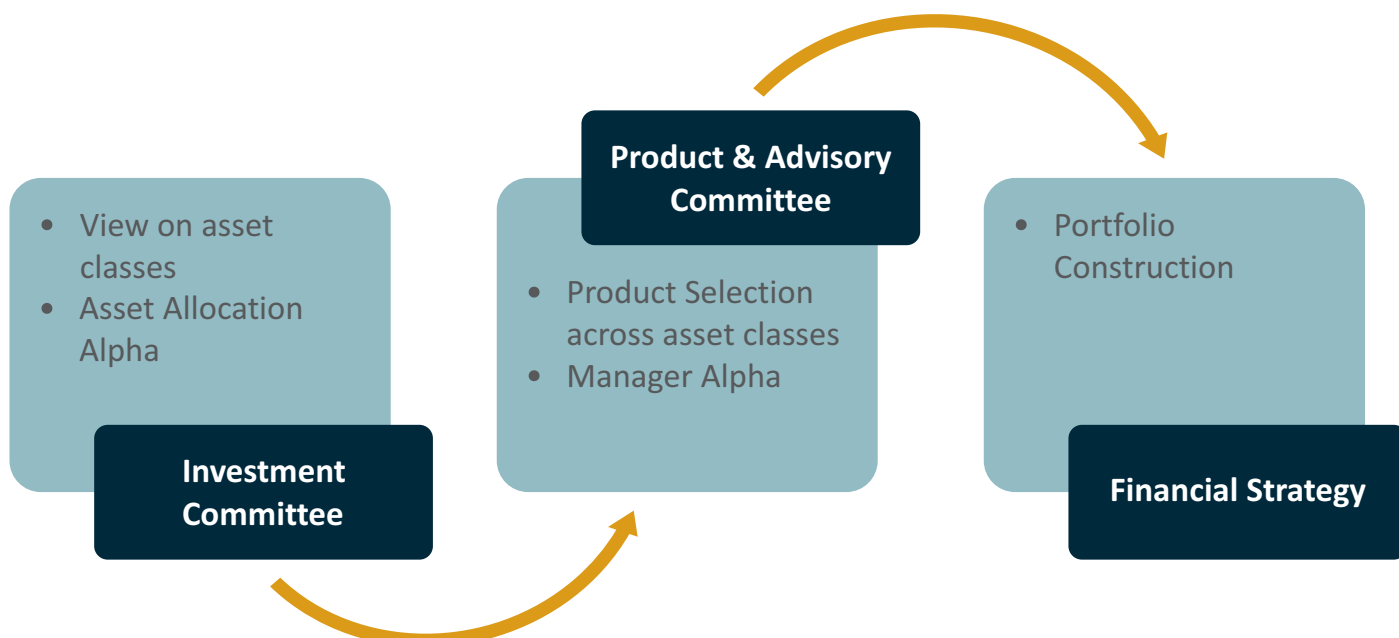 • View on asset
classes
• Asset Allocation
Alpha
Investment
Committee
Product & Advisory
Committee
• Product Selection
across asset classes
• Manager Alpha
• Portfolio
Construction
Financial Strategy